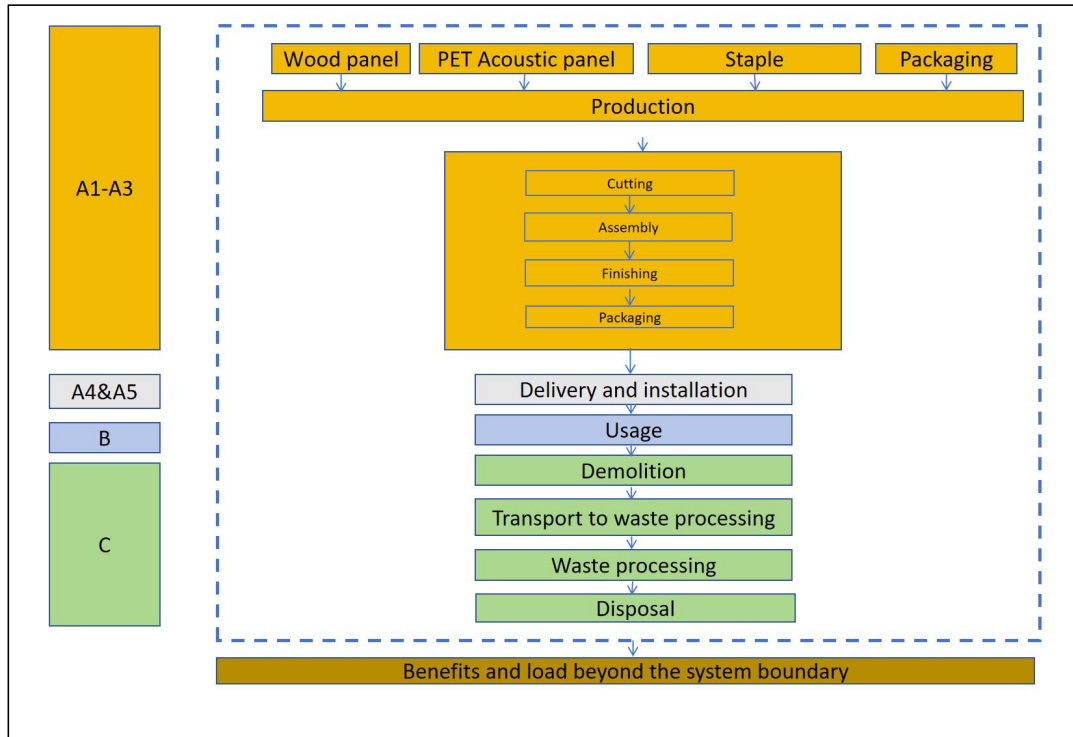 A1-A3
Wood panel
PET Acoustic panel
Staple
Packaging
Production
Cutting
Assembly
Finishing
Packaging
A4&A5
Delivery and installation
B
Usage
C
Demolition
Transport to waste processing
Waste processing
Disposal
Benefits and load beyond the system boundary